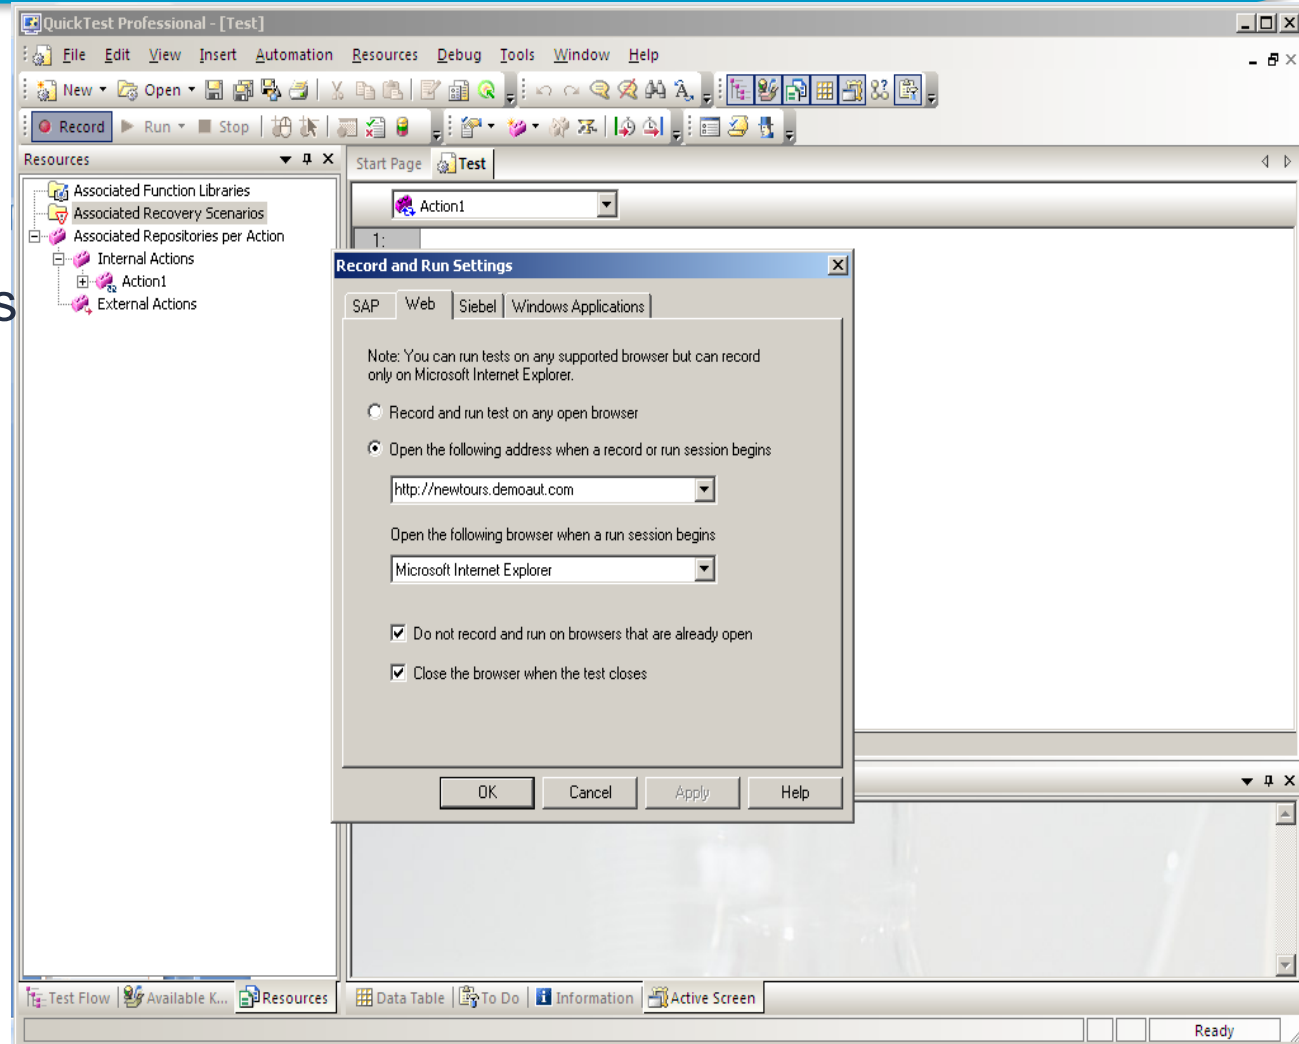 QuickTest Professional - [Test]
File Edit View Insert Automation Resources Debug Tools Window Help
New Open
Record Run Stop
Resources
Start Page Test
Associated Function Libraries
Associated Recovery Scenarios
Associated Repositories per Action
Internal Actions
Action1
External Actions
s
Action1
1:
Record and Run Settings
SAP Web Siebel Windows Applications
Note: You can run tests on any supported browser but can record
only on Microsoft Internet Explorer.
Record and run test on any open browser
Open the following address when a record or run session begins
http://newtours.demoaut.com
Open the following browser when a run session begins
Microsoft Internet Explorer
Do not record and run on browsers that are already open
Close the browser when the test closes
OK Cancel Apply Help
Test Flow Available K... Resources
Data Table To Do Information Active Screen
Ready